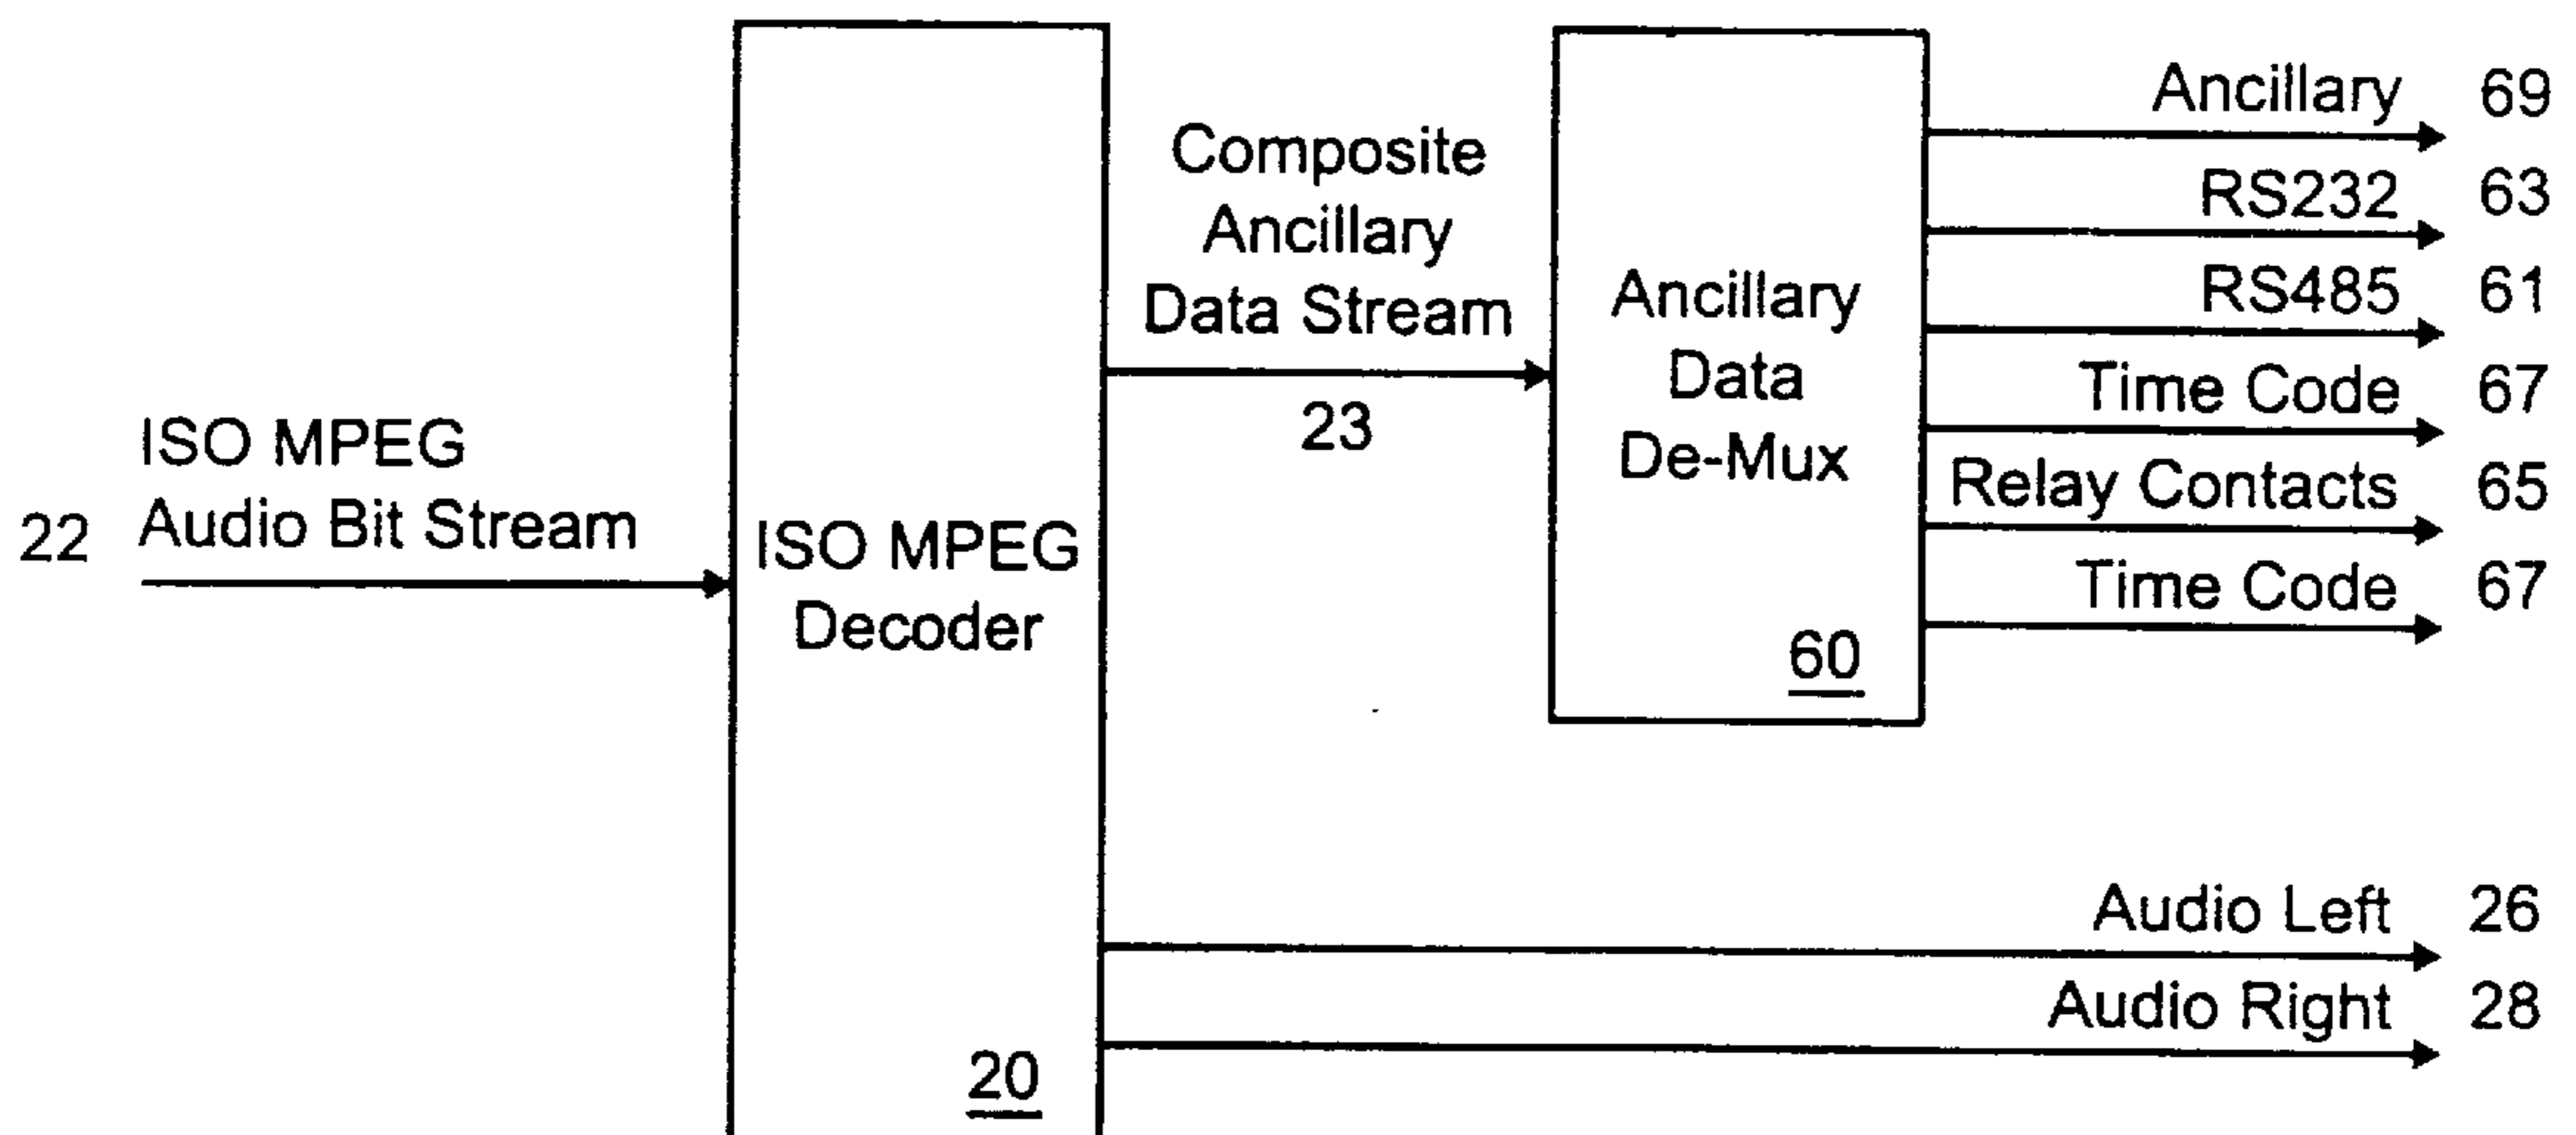 22
ISO MPEG
Audio Bit Stream
ISO MPEG
Decoder
20
Composite
Ancillary
Data Stream
23
Ancillary
Data
De-Mux
60
Ancillary 69
RS232 63
RS485 61
Time Code 67
Relay Contacts 65
Time Code 67
Audio Left 26
Audio Right 28